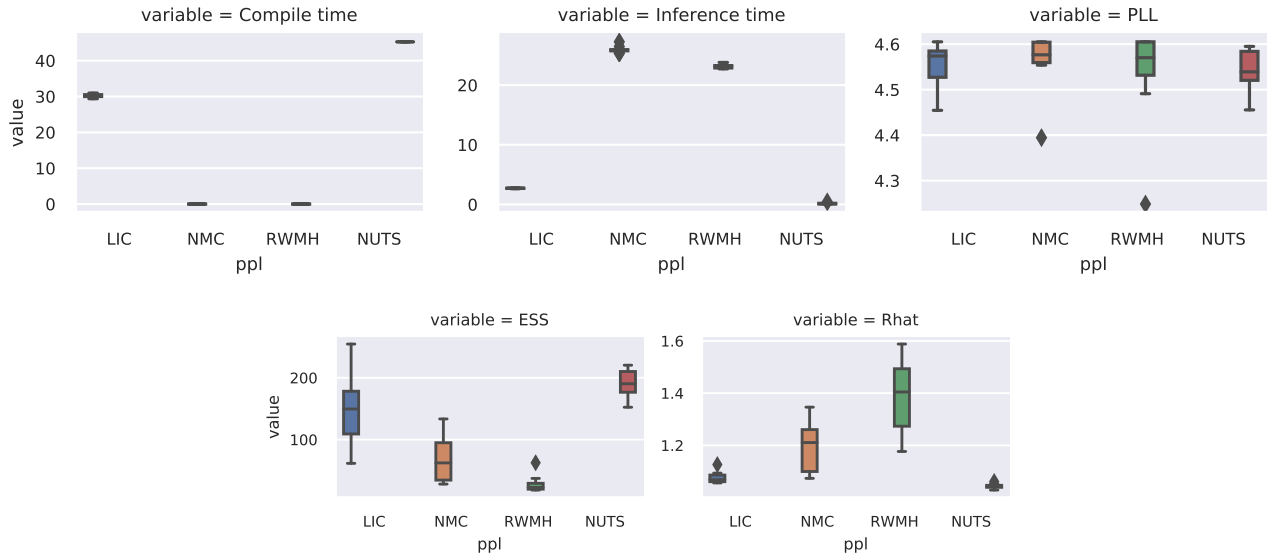 variable = Compile time
variable = Inference time
variable = PLL
value
40
30
20
10
0
LIC NMC RWMH NUTS
ppl
20
10
0
LIC NMC RWMH NUTS
ppl
4.6
4.5
4.4
4.3
LIC NMC RWMH NUTS
ppl
variable = ESS
variable = Rhat
value
200
100
LIC NMC RWMH NUTS
ppl
1.6
1.4
1.2
LIC NMC RWMH NUTS
ppl